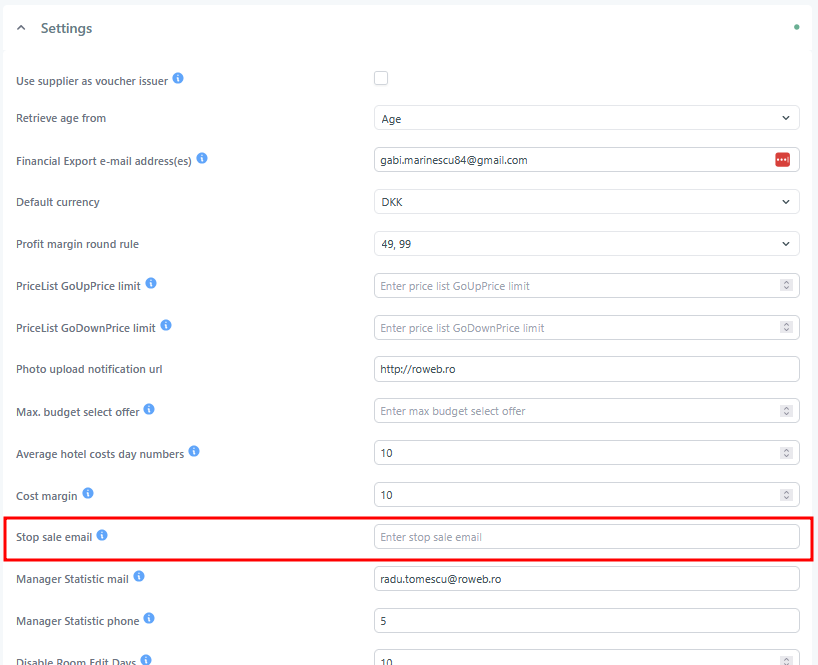 Settings
Use supplier as voucher issuer
Retrieve age from Age
Financial Export e-mail address(es) gabi.marinescu84@gmail.com
Default currency DKK
Profit margin round rule 49, 99
PriceList GoUpPrice limit Enter price list GoUpPrice limit
PriceList GoDownPrice limit Enter price list GoDownPrice limit
Photo upload notification url http://roweb.ro
Max. budget select offer Enter max budget select offer
Average hotel costs day numbers 10
Cost margin 10
Stop sale email Enter stop sale email
Manager Statistic mail radu.tomescu@roweb.ro
Manager Statistic phone 5
Disable Room Edit Days 10